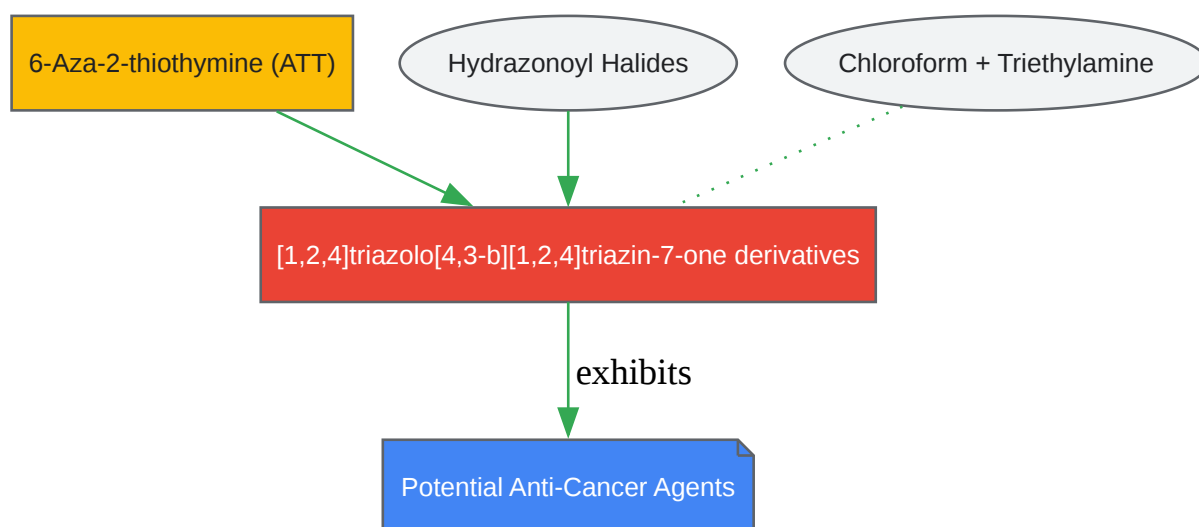 6-Aza-2-thiothymine (ATT)
Hydrazonoyl Halides
Chloroform + Triethylamine
[1,2,4]triazolo[4,3-b][1,2,4]triazin-7-one derivatives
exhibits
Potential Anti-Cancer Agents